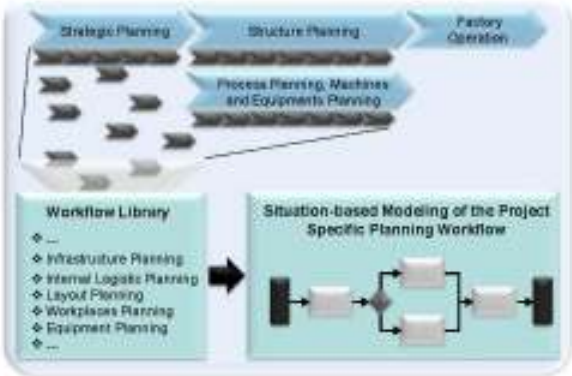 Strategic Planning
Structure Planning
Factory
Operation
Process Planning, Machines
and Equipments Planning
Workflow Library
❖ ...
❖ Infrastructure Planning
❖ Internal Logistic Planning
❖ Layout Planning
❖ Workplaces Planning
❖ Equipment Planning
❖ ...
Situation-based Modeling of the Project
Specific Planning Workflow